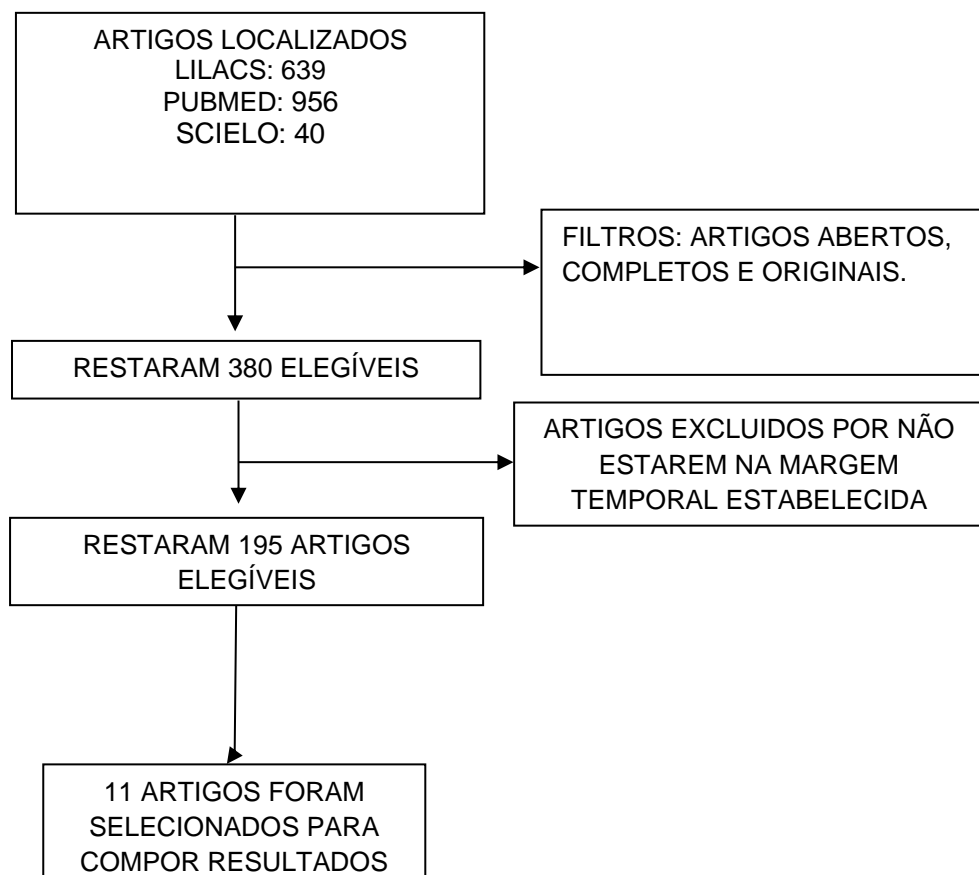 ARTIGOS LOCALIZADOS
LILACS: 639
PUBMED: 956
SCIELO: 40
FILTROS: ARTIGOS ABERTOS,
COMPLETOS E ORIGINAIS.
RESTARAM 380 ELEGÍVEIS
ARTIGOS EXCLUIDOS POR NÃO
ESTAREM NA MARGEM
TEMPORAL ESTABELECIDA
RESTARAM 195 ARTIGOS
ELEGÍVEIS
11 ARTIGOS FORAM
SELECIONADOS PARA
COMPOR RESULTADOS